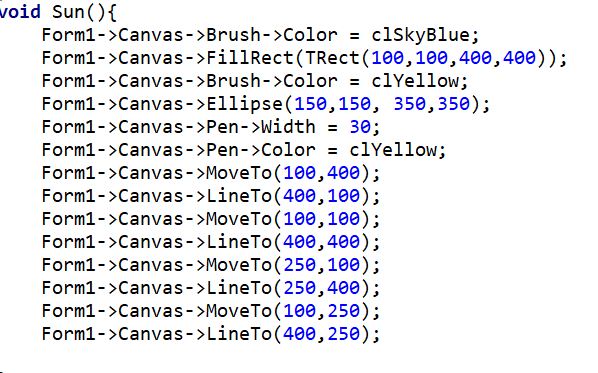 void Sun(){
Form1->Canvas->Brush->Color = clSkyBlue;
Form1->Canvas->FillRect(TRect(100,100,400,400));
Form1->Canvas->Brush->Color = clYellow;
Form1->Canvas->Ellipse(150,150, 350,350);
Form1->Canvas->Pen->Width = 30;
Form1->Canvas->Pen->Color = clYellow;
Form1->Canvas->MoveTo(100,400);
Form1->Canvas->LineTo(400,100);
Form1->Canvas->MoveTo(100,100);
Form1->Canvas->LineTo(400,400);
Form1->Canvas->MoveTo(250,100);
Form1->Canvas->LineTo(250,400);
Form1->Canvas->MoveTo(100,250);
Form1->Canvas->LineTo(400,250);